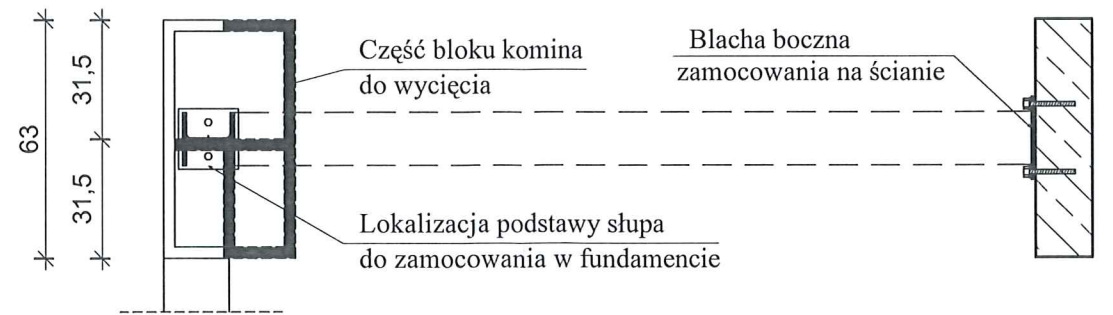 63
31,5
31,5
Część bloku komina
do wycięcia
Blacha boczna
zamocowania na ścianie
Lokalizacja podstawy słupa
do zamocowania w fundamencie